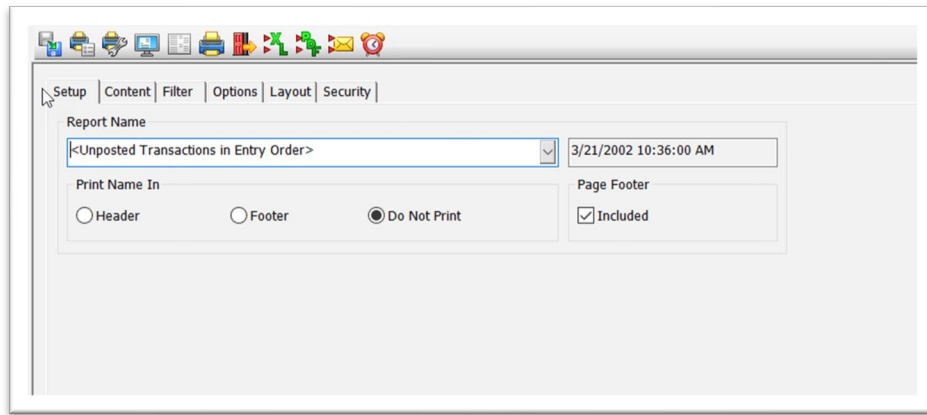 Setup Content Filter Options Layout Security
Report Name
<Unposted Transactions in Entry Order> 3/21/2002 10:36:00 AM
Print Name In Page Footer
Header Footer Do Not Print Included